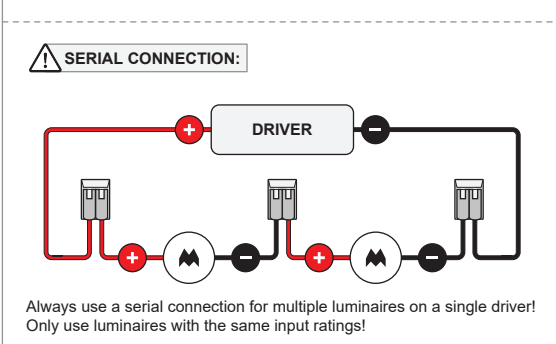 SERIAL CONNECTION:
+ DRIVER −
+ − + −
Always use a serial connection for multiple luminaires on a single driver!
Only use luminaires with the same input ratings!